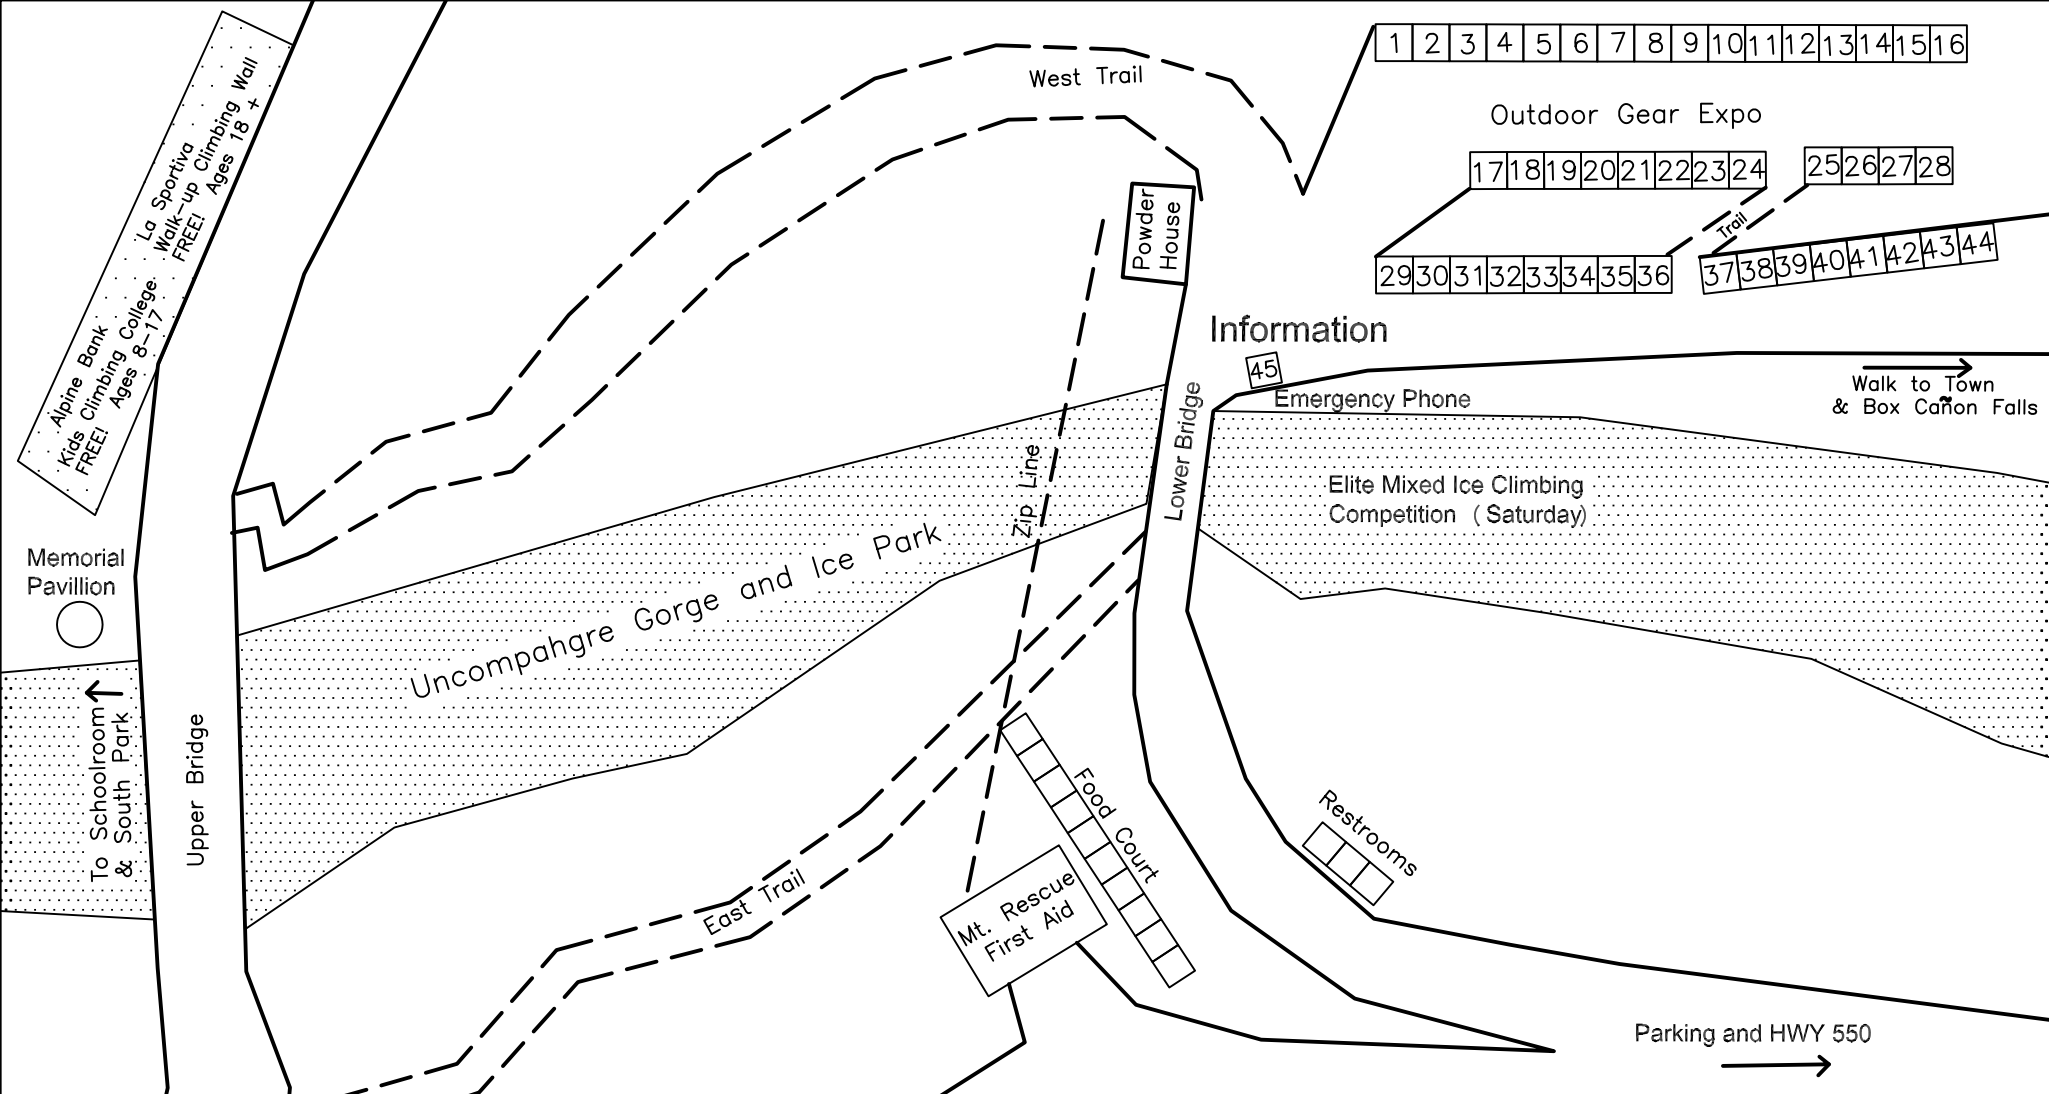 La Sportiva
Walk-up Climbing Wall
FREE! Ages 18 +
Alpine Bank
Kids Climbing College
FREE! Ages 8-17
Memorial
Pavillion
To Schoolroom
& South Park
Upper Bridge
West Trail
Uncompahgre Gorge and Ice Park
Zip Line
East Trail
Powder
House
Lower Bridge
1 2 3 4 5 6 7 8 9 10 11 12 13 14 15 16
Outdoor Gear Expo
17 18 19 20 21 22 23 24
25 26 27 28
Trail
29 30 31 32 33 34 35 36
37 38 39 40 41 42 43 44
Information
45
Emergency Phone
Walk to Town
& Box Cañon Falls
Elite Mixed Ice Climbing
Competition ( Saturday)
Food Court
Mt. Rescue
First Aid
Restrooms
Parking and HWY 550